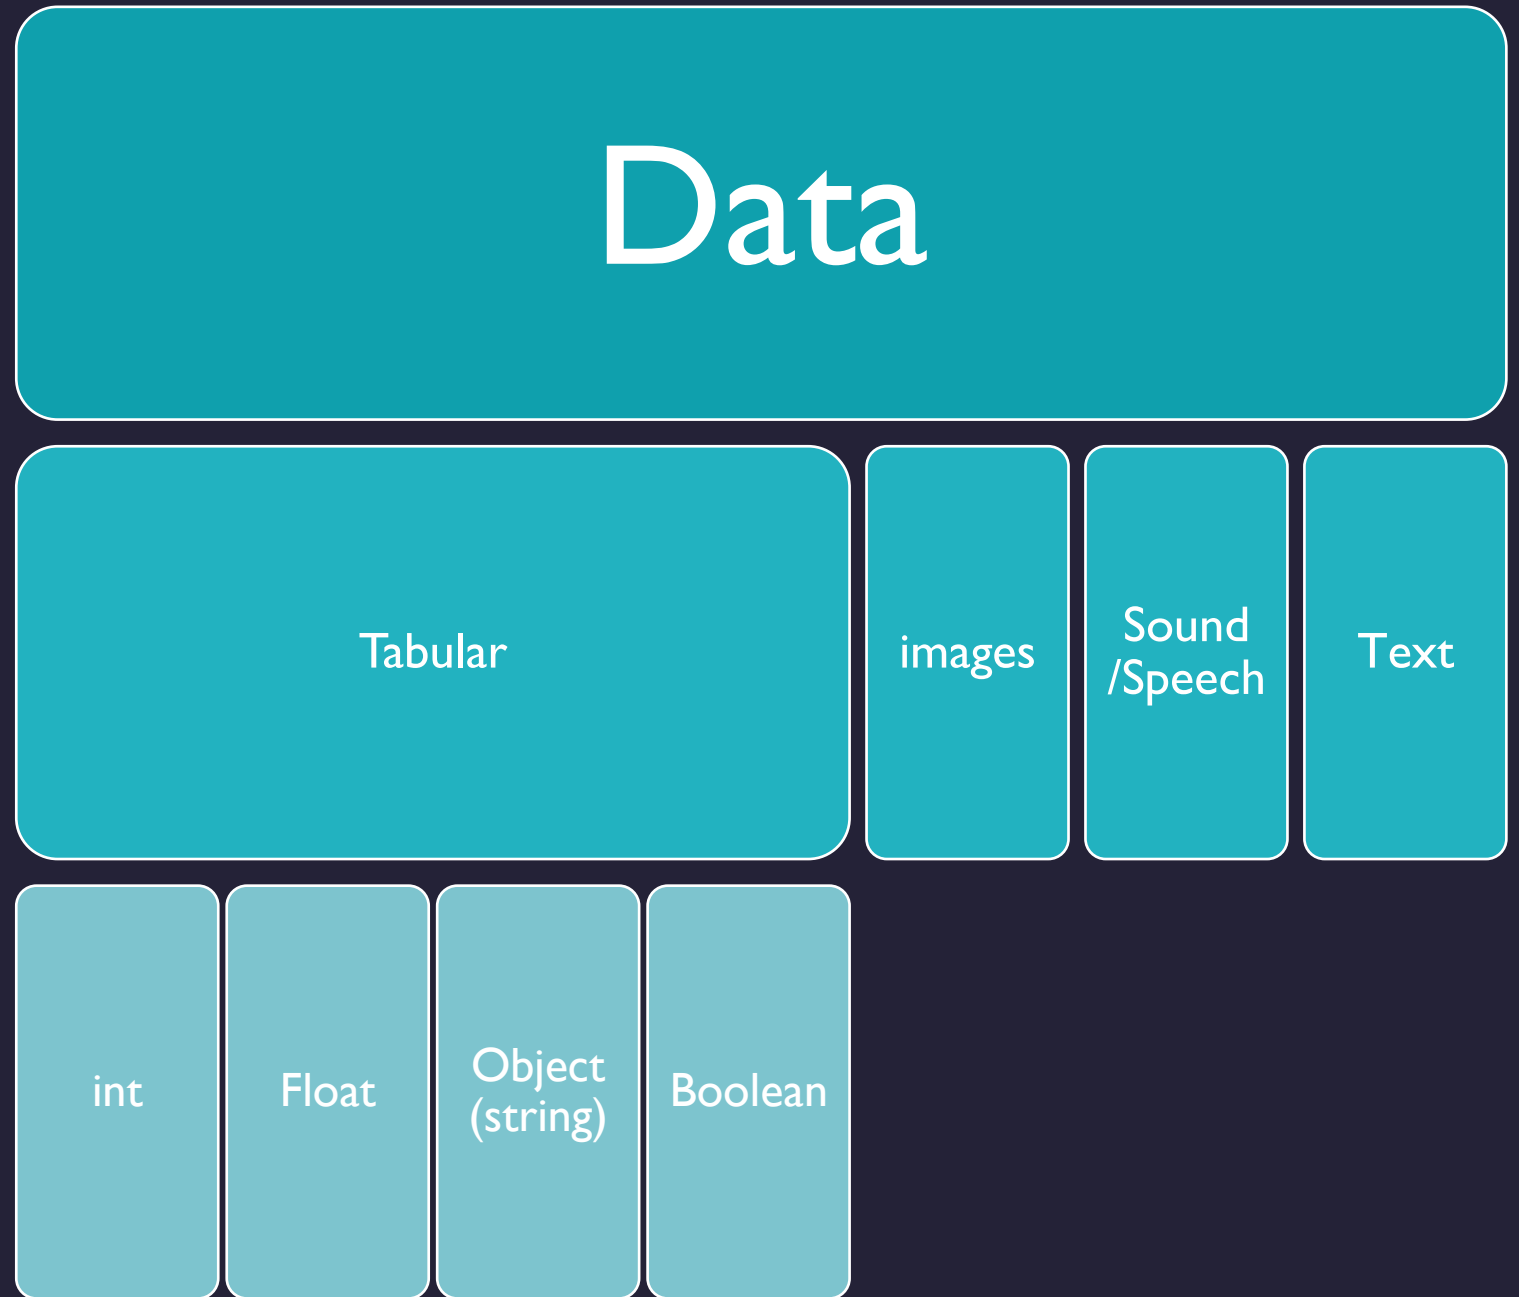 Data
Tabular
images
Sound
/Speech
Text
int
Float
Object
(string)
Boolean